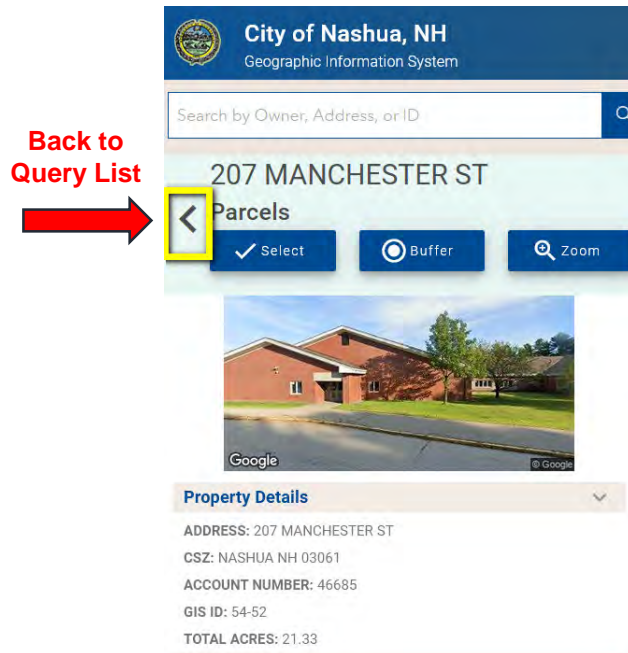 City of Nashua, NH
Geographic Information System
Search by Owner, Address, or ID
Back to
Query List
207 MANCHESTER ST
Parcels
Select Buffer Zoom
Google
© Google
Property Details
ADDRESS: 207 MANCHESTER ST
CSZ: NASHUA NH 03061
ACCOUNT NUMBER: 46685
GIS ID: 54-52
TOTAL ACRES: 21.33